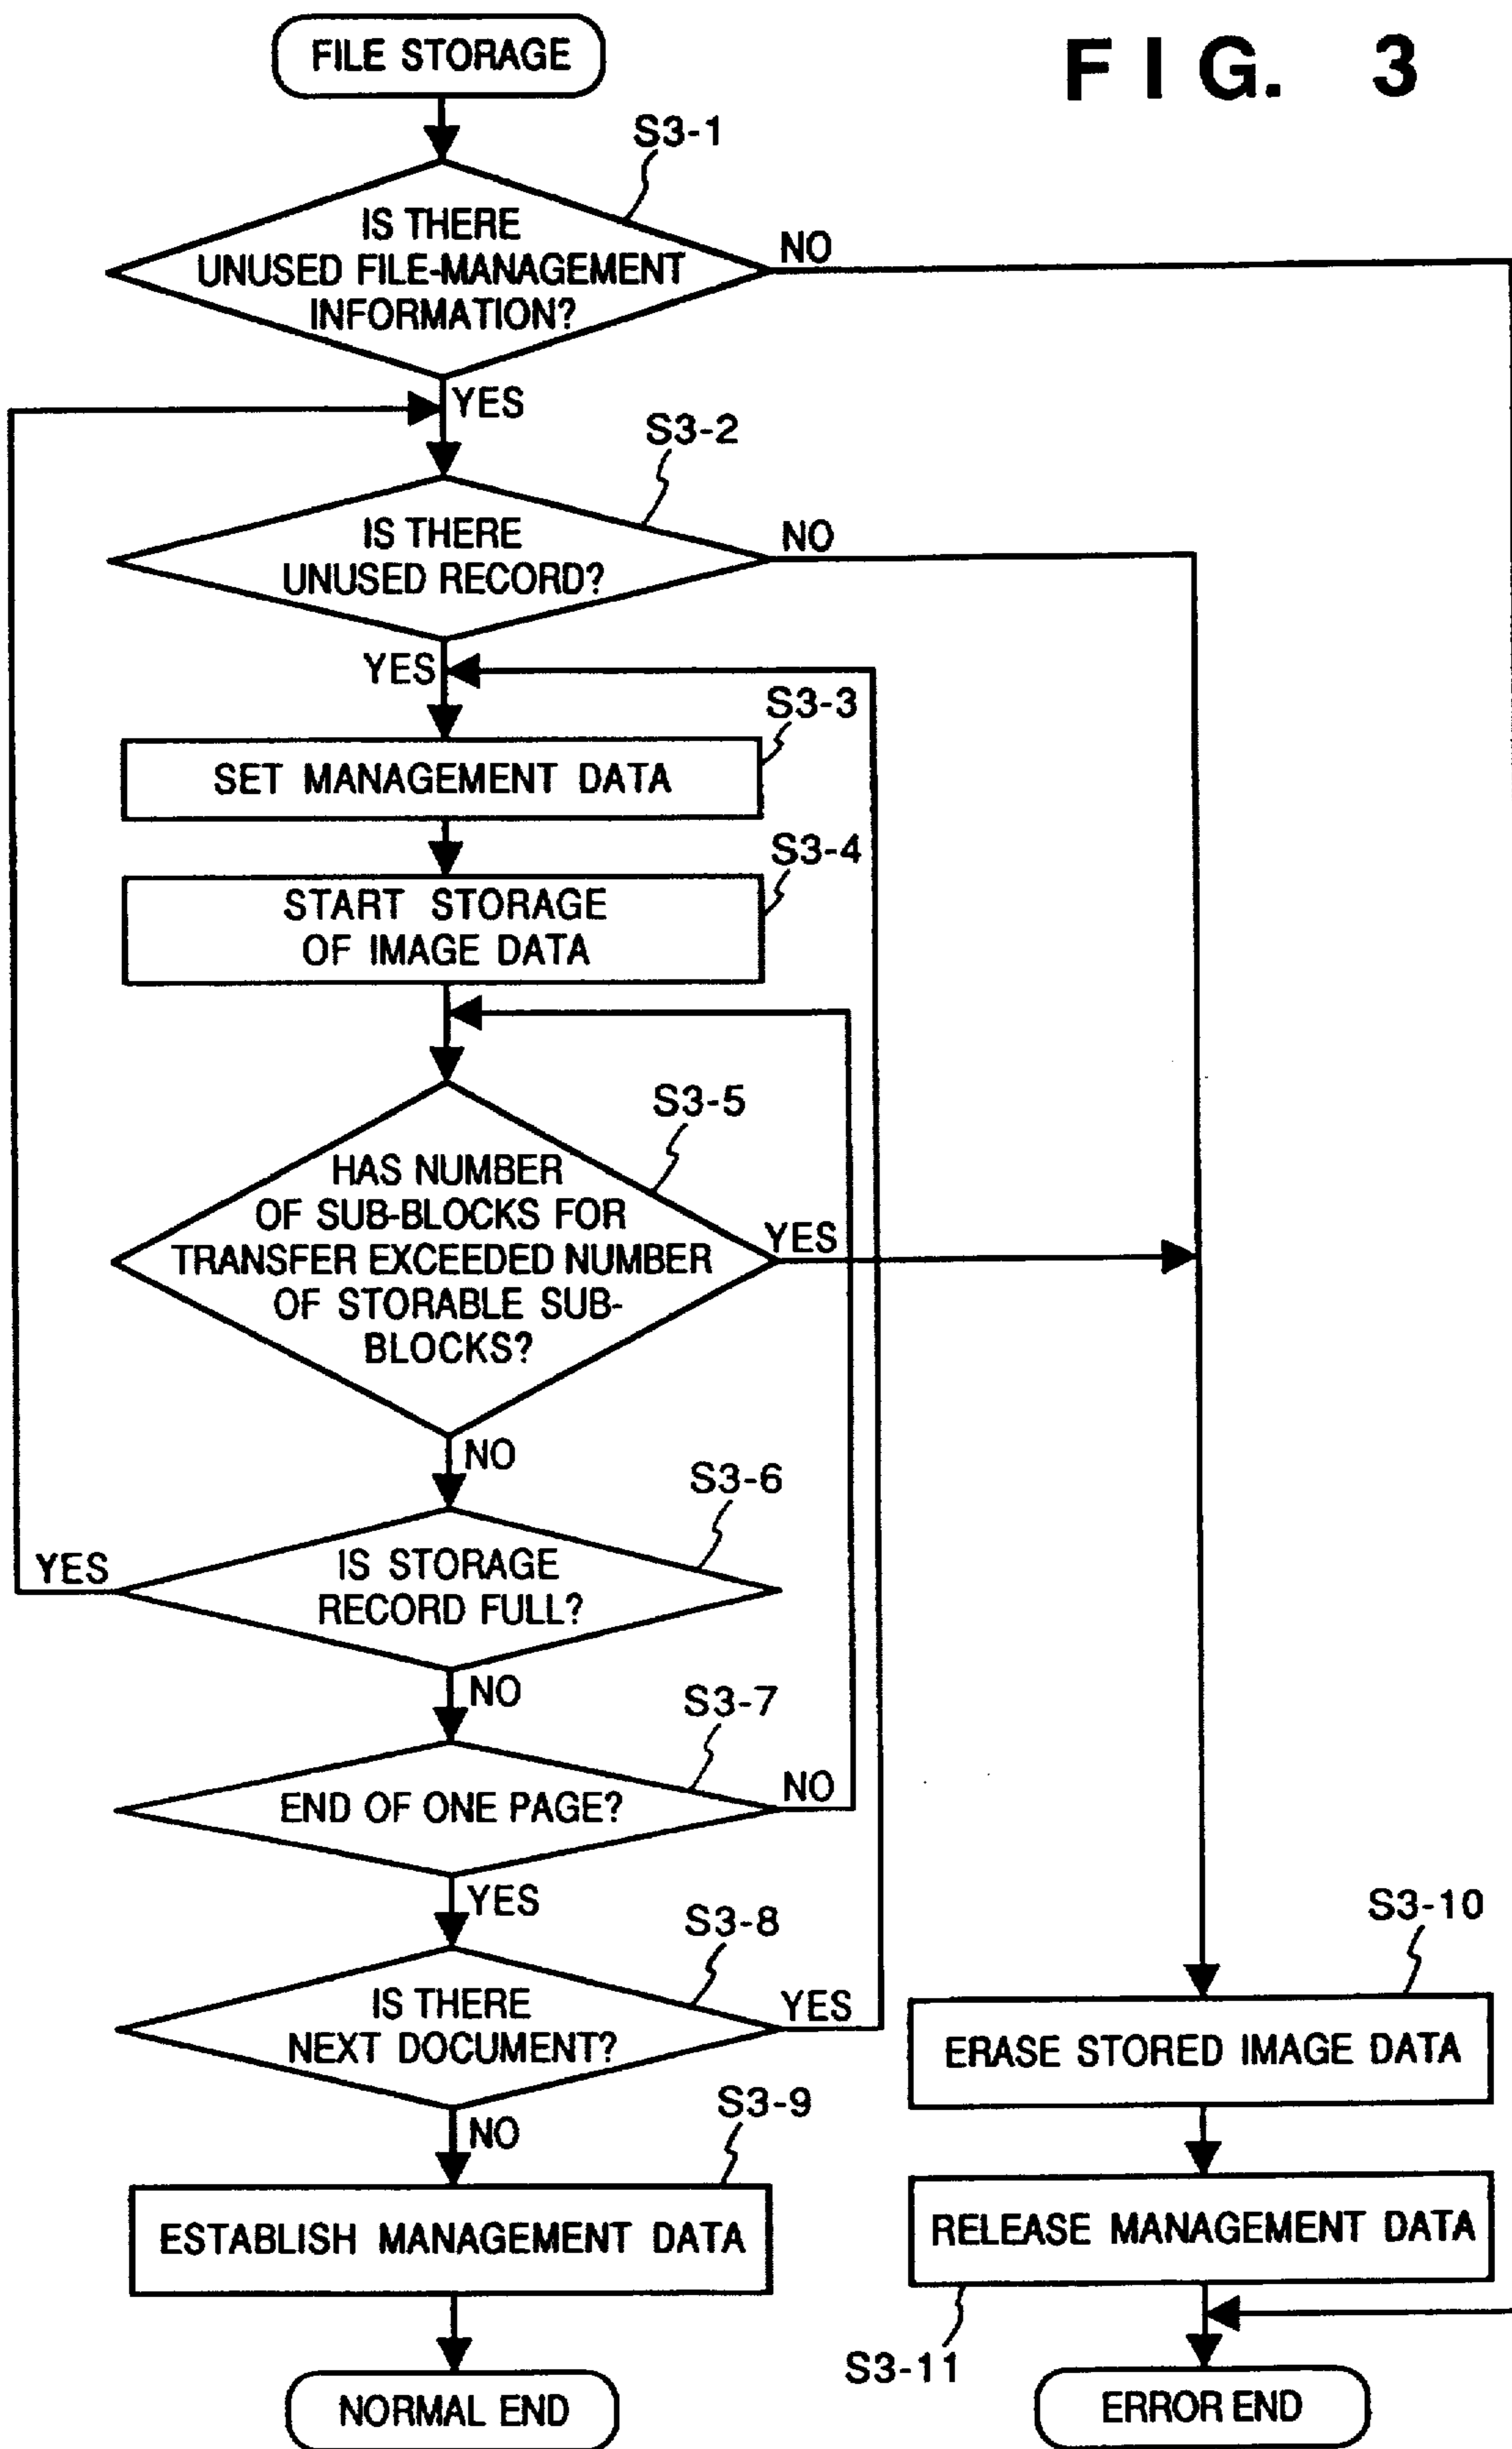 FIG. 3
FILE STORAGE
S3-1
IS THERE
UNUSED FILE-MANAGEMENT
INFORMATION?
NO
YES
S3-2
IS THERE
UNUSED RECORD?
NO
YES
S3-3
SET MANAGEMENT DATA
S3-4
START STORAGE
OF IMAGE DATA
S3-5
HAS NUMBER
OF SUB-BLOCKS FOR
TRANSFER EXCEEDED NUMBER
OF STORABLE SUB-
BLOCKS?
YES
NO
S3-6
IS STORAGE
RECORD FULL?
YES
NO
S3-7
END OF ONE PAGE?
NO
YES
S3-8
IS THERE
NEXT DOCUMENT?
YES
NO
S3-9
ESTABLISH MANAGEMENT DATA
NORMAL END
S3-10
ERASE STORED IMAGE DATA
RELEASE MANAGEMENT DATA
S3-11
ERROR END